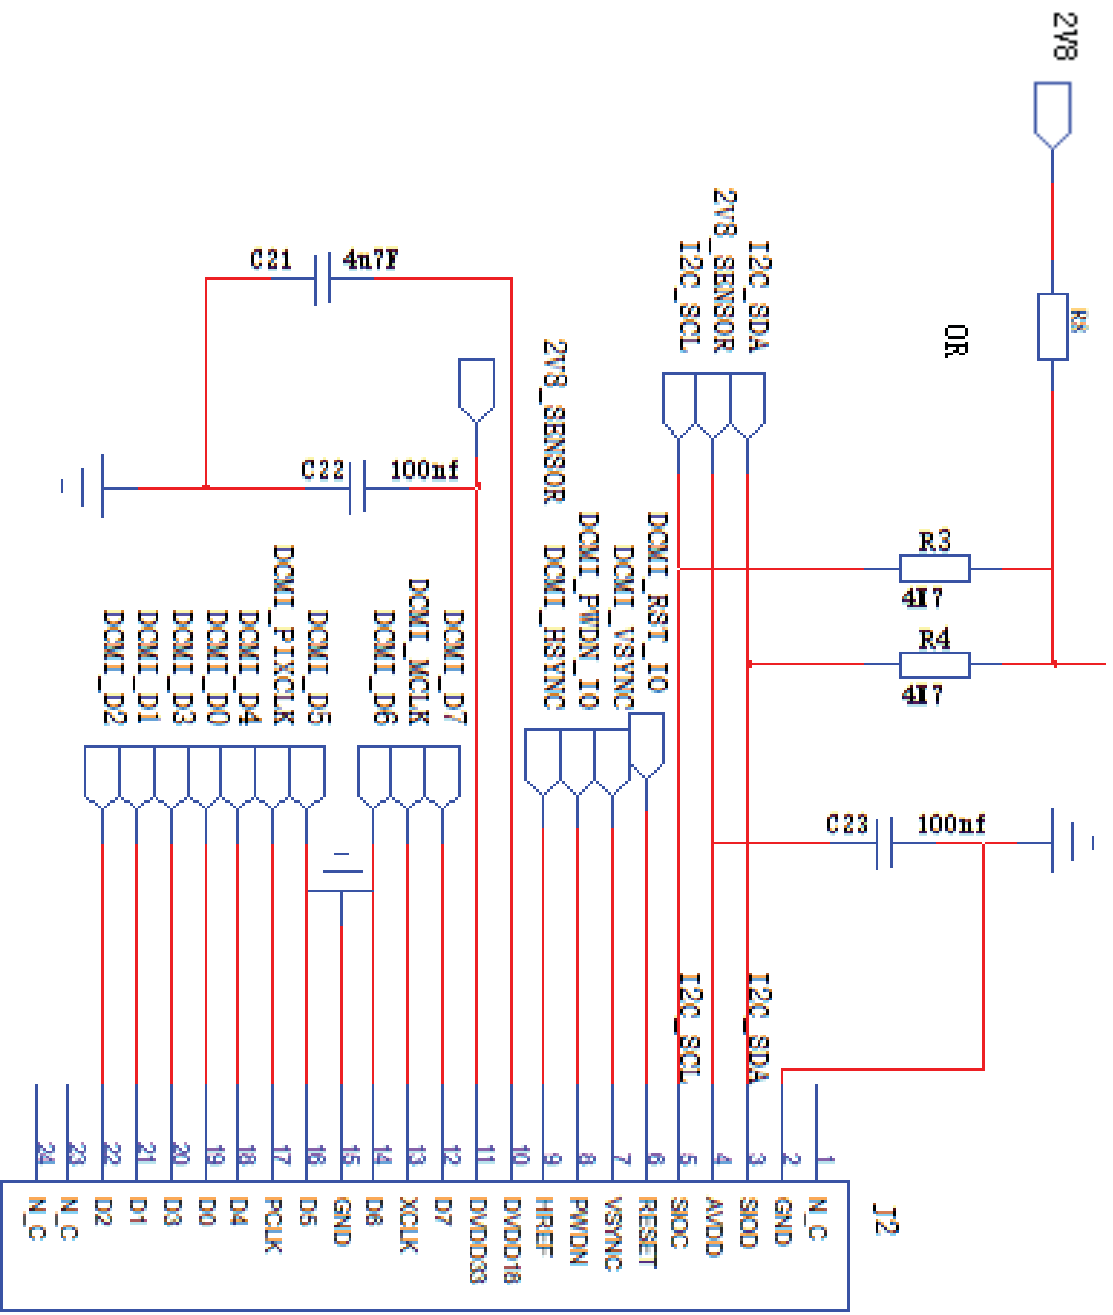 2V8
0R
I2C_SDA
2V8_SENSOR
I2C_SCL
C21 4n7F
2V8_SENSOR
C22 100nf
R3
4K7
R4
4K7
DCMI_RST_IO
DCMI_VSYNC
DCMI_PWDN_IO
DCMI_HSYNC
DCMI_D7
DCMI_MCLK
DCMI_D6
DCMI_D5
DCMI_PIXCLK
DCMI_D4
DCMI_D0
DCMI_D3
DCMI_D1
DCMI_D2
C23 100nf
I2C_SDA
I2C_SCL
J2
1 N_C
2 GND
3 SIOD
4 AVDD
5 SIOC
6 RESET
7 VSYNC
8 PWDN
9 HREF
10 DVDD18
11 DVDD33
12 D7
13 XCLK
14 D6
15 GND
16 D5
17 PCLK
18 D4
19 D0
20 D3
21 D1
22 D2
23 N_C
24 N_C